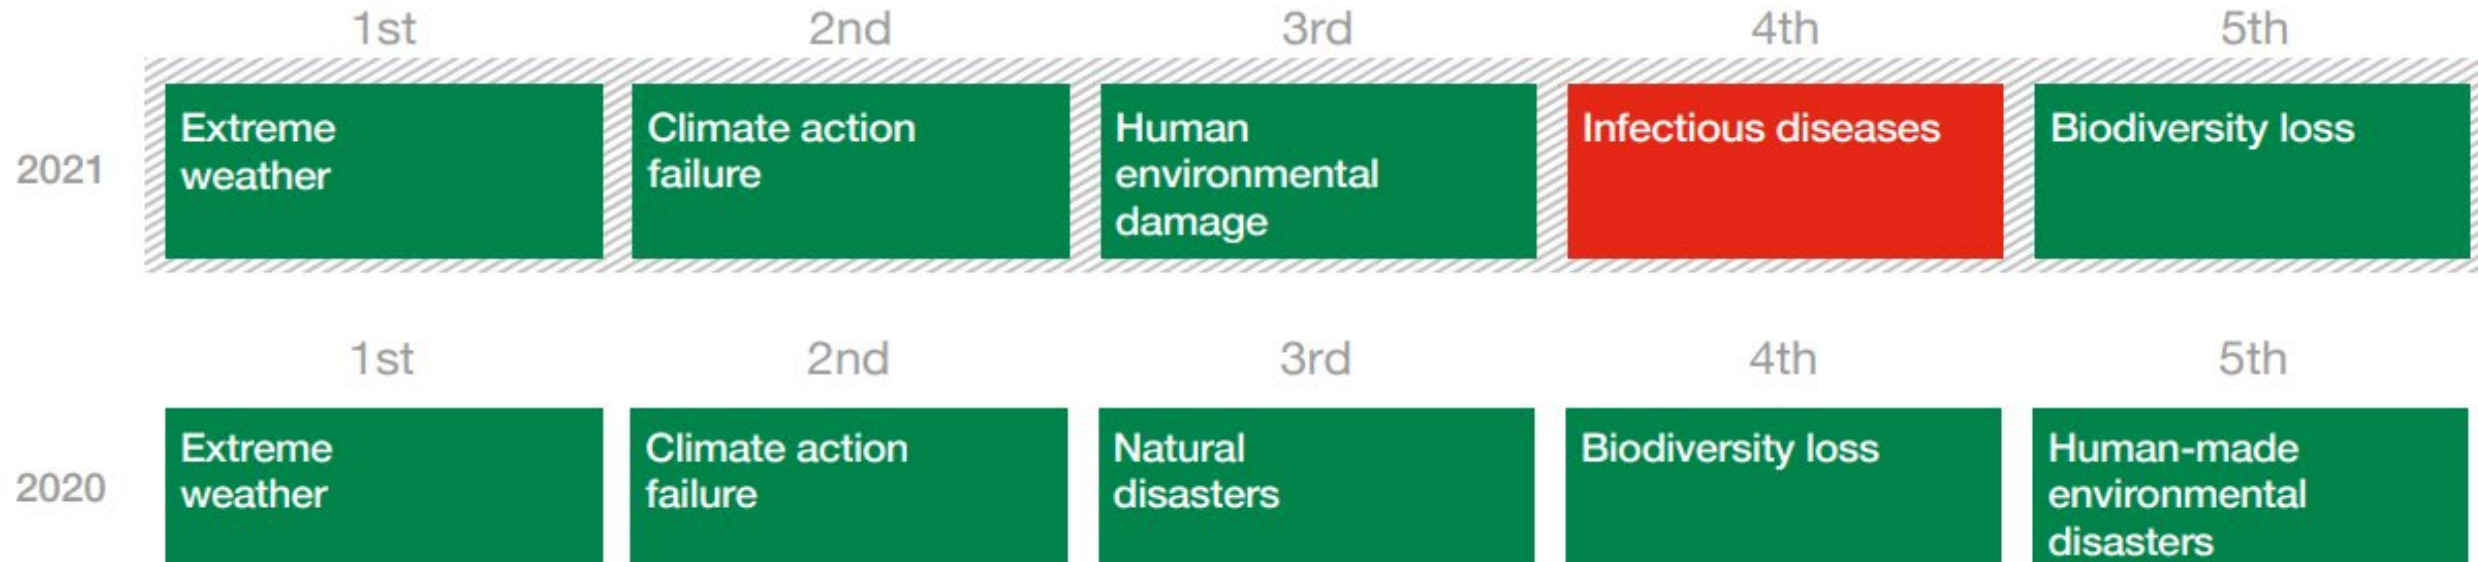 1st 2nd 3rd 4th 5th
2021
Extreme
weather
Climate action
failure
Human
environmental
damage
Infectious diseases
Biodiversity loss
1st 2nd 3rd 4th 5th
2020
Extreme
weather
Climate action
failure
Natural
disasters
Biodiversity loss
Human-made
environmental
disasters